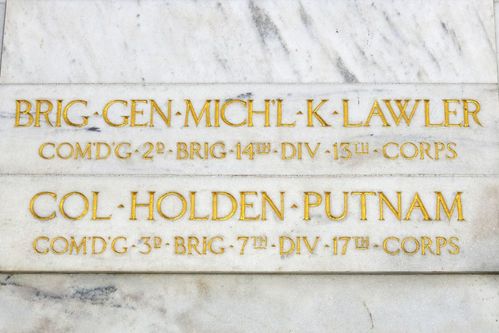 BRIG·GEN·MICH'L·K·LAWLER
COM'D'G·2D·BRIG·14TH·DIV·13TH·CORPS
COL·HOLDEN·PUTNAM
COM'D'G·3D·BRIG·7TH·DIV·17TH·CORPS